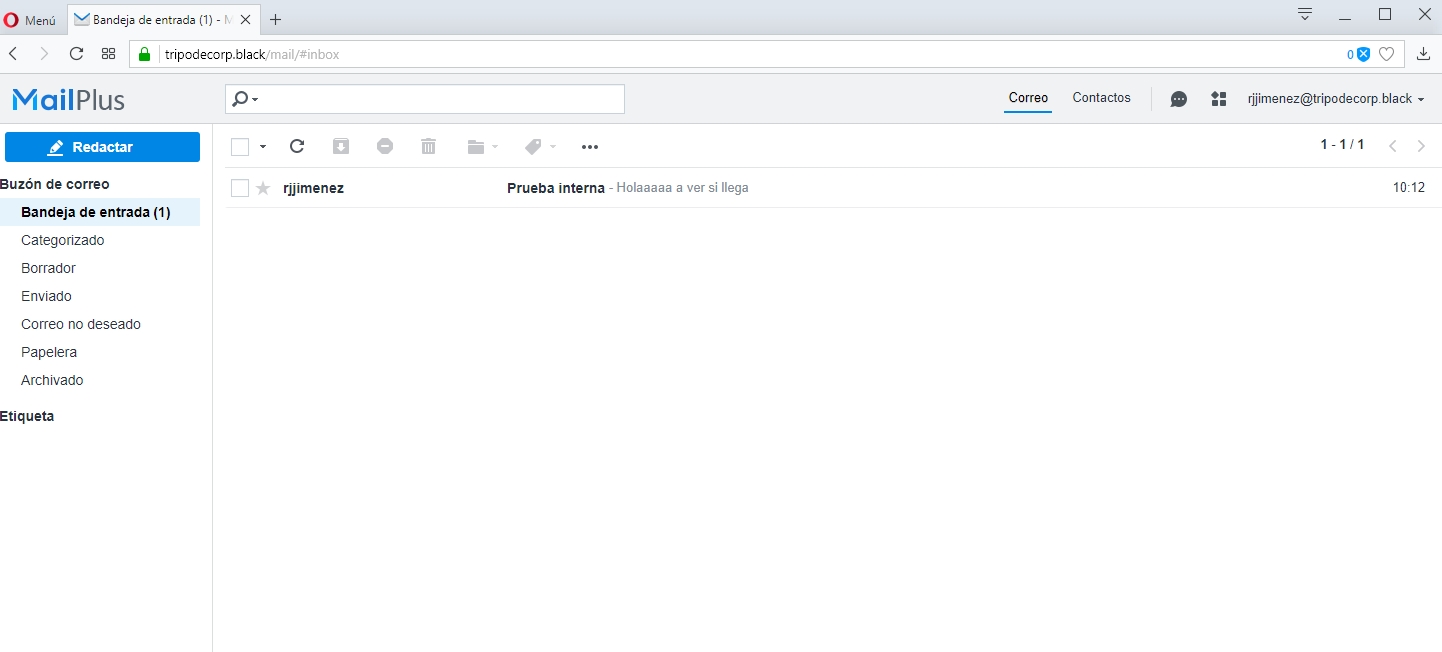 Menú
Bandeja de entrada (1) - M
tripodecorp.black/mail/#inbox
0
MailPlus
Correo
Contactos
rjjimenez@tripodecorp.black
Redactar
1 - 1 / 1
Buzón de correo
rjjimenez Prueba interna - Holaaaaa a ver si llega 10:12
Bandeja de entrada (1)
Categorizado
Borrador
Enviado
Correo no deseado
Papelera
Archivado
Etiqueta